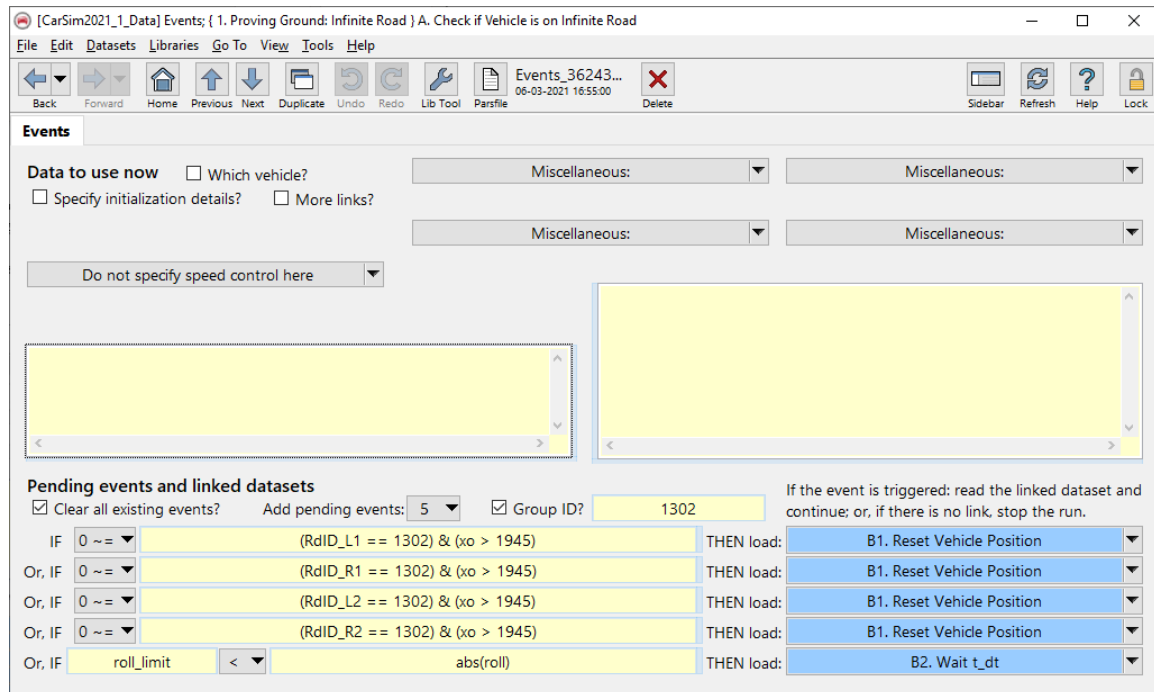 [CarSim2021_1_Data] Events; { 1. Proving Ground: Infinite Road } A. Check if Vehicle is on Infinite Road
File Edit Datasets Libraries Go To View Tools Help
Back Forward Home Previous Next Duplicate Undo Redo Lib Tool Parsfile Events_36243... 06-03-2021 16:55:00 Delete Sidebar Refresh Help Lock
Events
Data to use now Which vehicle? Miscellaneous: Miscellaneous:
Specify initialization details? More links?
Miscellaneous: Miscellaneous:
Do not specify speed control here
Pending events and linked datasets
If the event is triggered: read the linked dataset and
Clear all existing events? Add pending events: 5 Group ID? 1302
continue; or, if there is no link, stop the run.
IF 0 ~= (RdID_L1 == 1302) & (xo > 1945) THEN load: B1. Reset Vehicle Position
Or, IF 0 ~= (RdID_R1 == 1302) & (xo > 1945) THEN load: B1. Reset Vehicle Position
Or, IF 0 ~= (RdID_L2 == 1302) & (xo > 1945) THEN load: B1. Reset Vehicle Position
Or, IF 0 ~= (RdID_R2 == 1302) & (xo > 1945) THEN load: B1. Reset Vehicle Position
Or, IF roll_limit < abs(roll) THEN load: B2. Wait t_dt